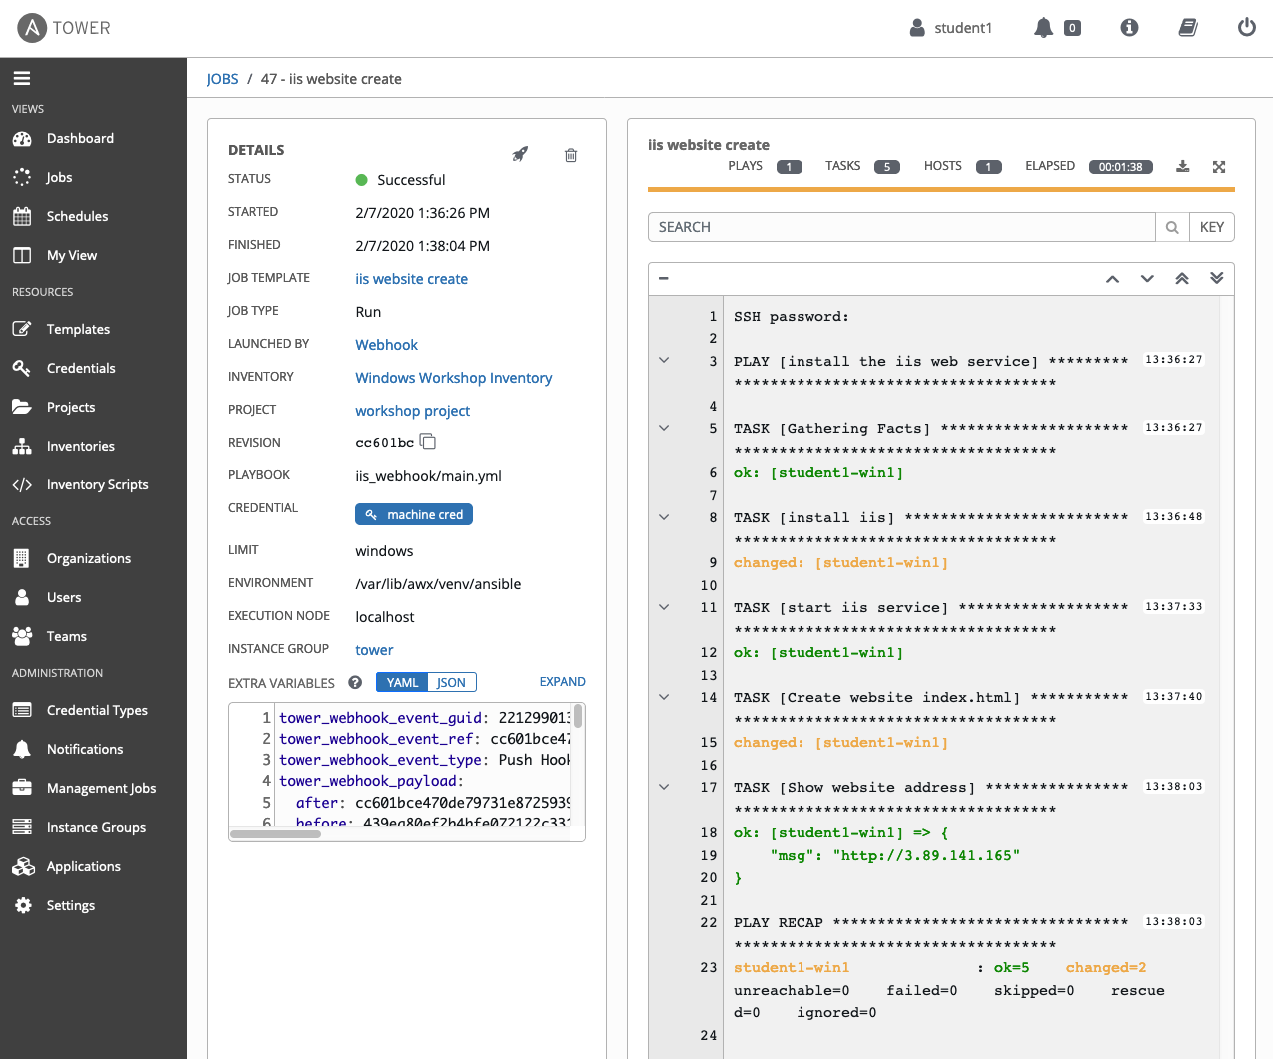 A TOWER
student1
0
VIEWS
Dashboard
Jobs
Schedules
My View
RESOURCES
Templates
Credentials
Projects
Inventories
Inventory Scripts
ACCESS
Organizations
Users
Teams
ADMINISTRATION
Credential Types
Notifications
Management Jobs
Instance Groups
Applications
Settings
JOBS / 47 - iis website create
DETAILS
STATUS Successful
STARTED 2/7/2020 1:36:26 PM
FINISHED 2/7/2020 1:38:04 PM
JOB TEMPLATE iis website create
JOB TYPE Run
LAUNCHED BY Webhook
INVENTORY Windows Workshop Inventory
PROJECT workshop project
REVISION cc601bc
PLAYBOOK iis_webhook/main.yml
CREDENTIAL machine cred
LIMIT windows
ENVIRONMENT /var/lib/awx/venv/ansible
EXECUTION NODE localhost
INSTANCE GROUP tower
EXTRA VARIABLES ? YAML JSON EXPAND
1 tower_webhook_event_guid: 221299013
2 tower_webhook_event_ref: cc601bce47
3 tower_webhook_event_type: Push Hook
4 tower_webhook_payload:
5 after: cc601bce470de79731e8725939
6 before:
iis website create
PLAYS 1 TASKS 5 HOSTS 1 ELAPSED 00:01:38
SEARCH KEY
1 SSH password:
2
3 PLAY [install the iis web service] ********* 13:36:27
************************************
4
5 TASK [Gathering Facts] ********************* 13:36:27
************************************
6 ok: [student1-win1]
7
8 TASK [install iis] ************************* 13:36:48
************************************
9 changed: [student1-win1]
10
11 TASK [start iis service] ******************* 13:37:33
************************************
12 ok: [student1-win1]
13
14 TASK [Create website index.html] *********** 13:37:40
************************************
15 changed: [student1-win1]
16
17 TASK [Show website address] **************** 13:38:03
************************************
18 ok: [student1-win1] => {
19 "msg": "http://3.89.141.165"
20 }
21
22 PLAY RECAP ********************************* 13:38:03
************************************
23 student1-win1 : ok=5 changed=2
unreachable=0 failed=0 skipped=0 rescue
d=0 ignored=0
24